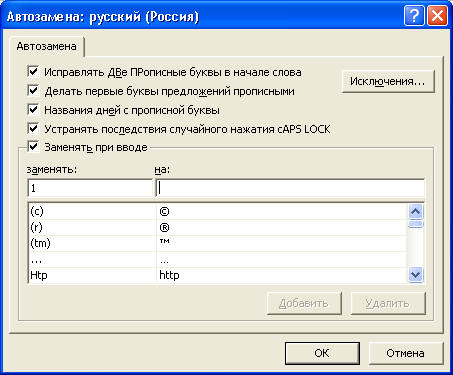 Автозамена: русский (Россия)
Автозамена
Исправлять ДВе ПРописные буквы в начале слова
Исключения...
Делать первые буквы предложений прописными
Названия дней с прописной буквы
Устранять последствия случайного нажатия cAPS LOCK
Заменять при вводе
заменять: на:
1
(c) ©
(r) ®
(tm) ™
... …
Htp http
Добавить Удалить
ОК Отмена